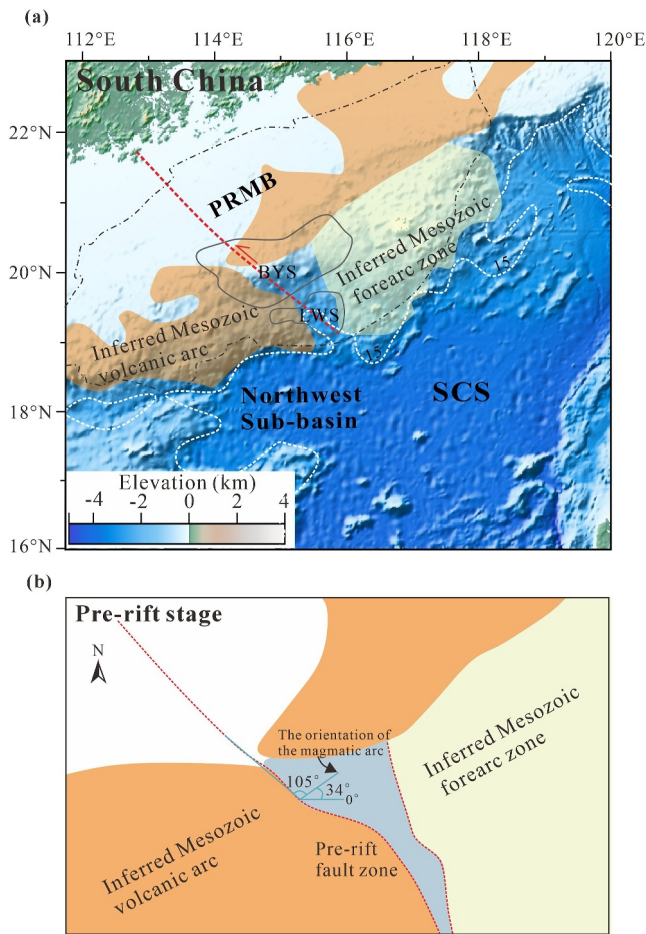 (a)
112°E 114°E 116°E 118°E 120°E
South China
22°N
PRMB
20°N
BYS
Inferred Mesozoic
forearc zone
15
LWS
Inferred Mesozoic
volcanic arc
15
18°N
Northwest
Sub-basin
SCS
Elevation (km)
-4 -2 0 2 4
16°N
(b)
Pre-rift stage
N
The orientation of
the magmatic arc
105°
34°
0°
Inferred Mesozoic
forearc zone
Inferred Mesozoic
volcanic arc
Pre-rift
fault zone